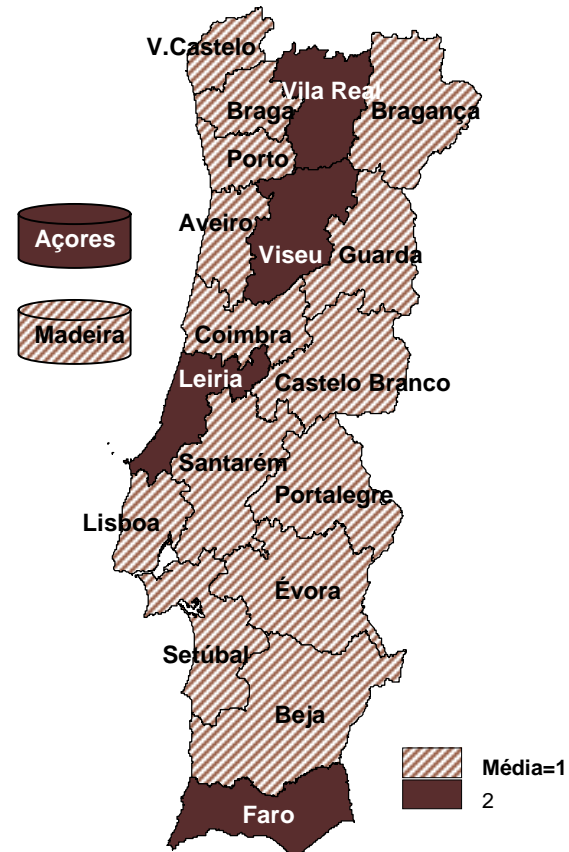 V.Castelo
Vila Real
Braga
Bragança
Porto
Aveiro
Açores
Viseu
Guarda
Madeira
Coimbra
Leiria
Castelo Branco
Santarém
Portalegre
Lisboa
Évora
Setúbal
Beja
Média=1
2
Faro